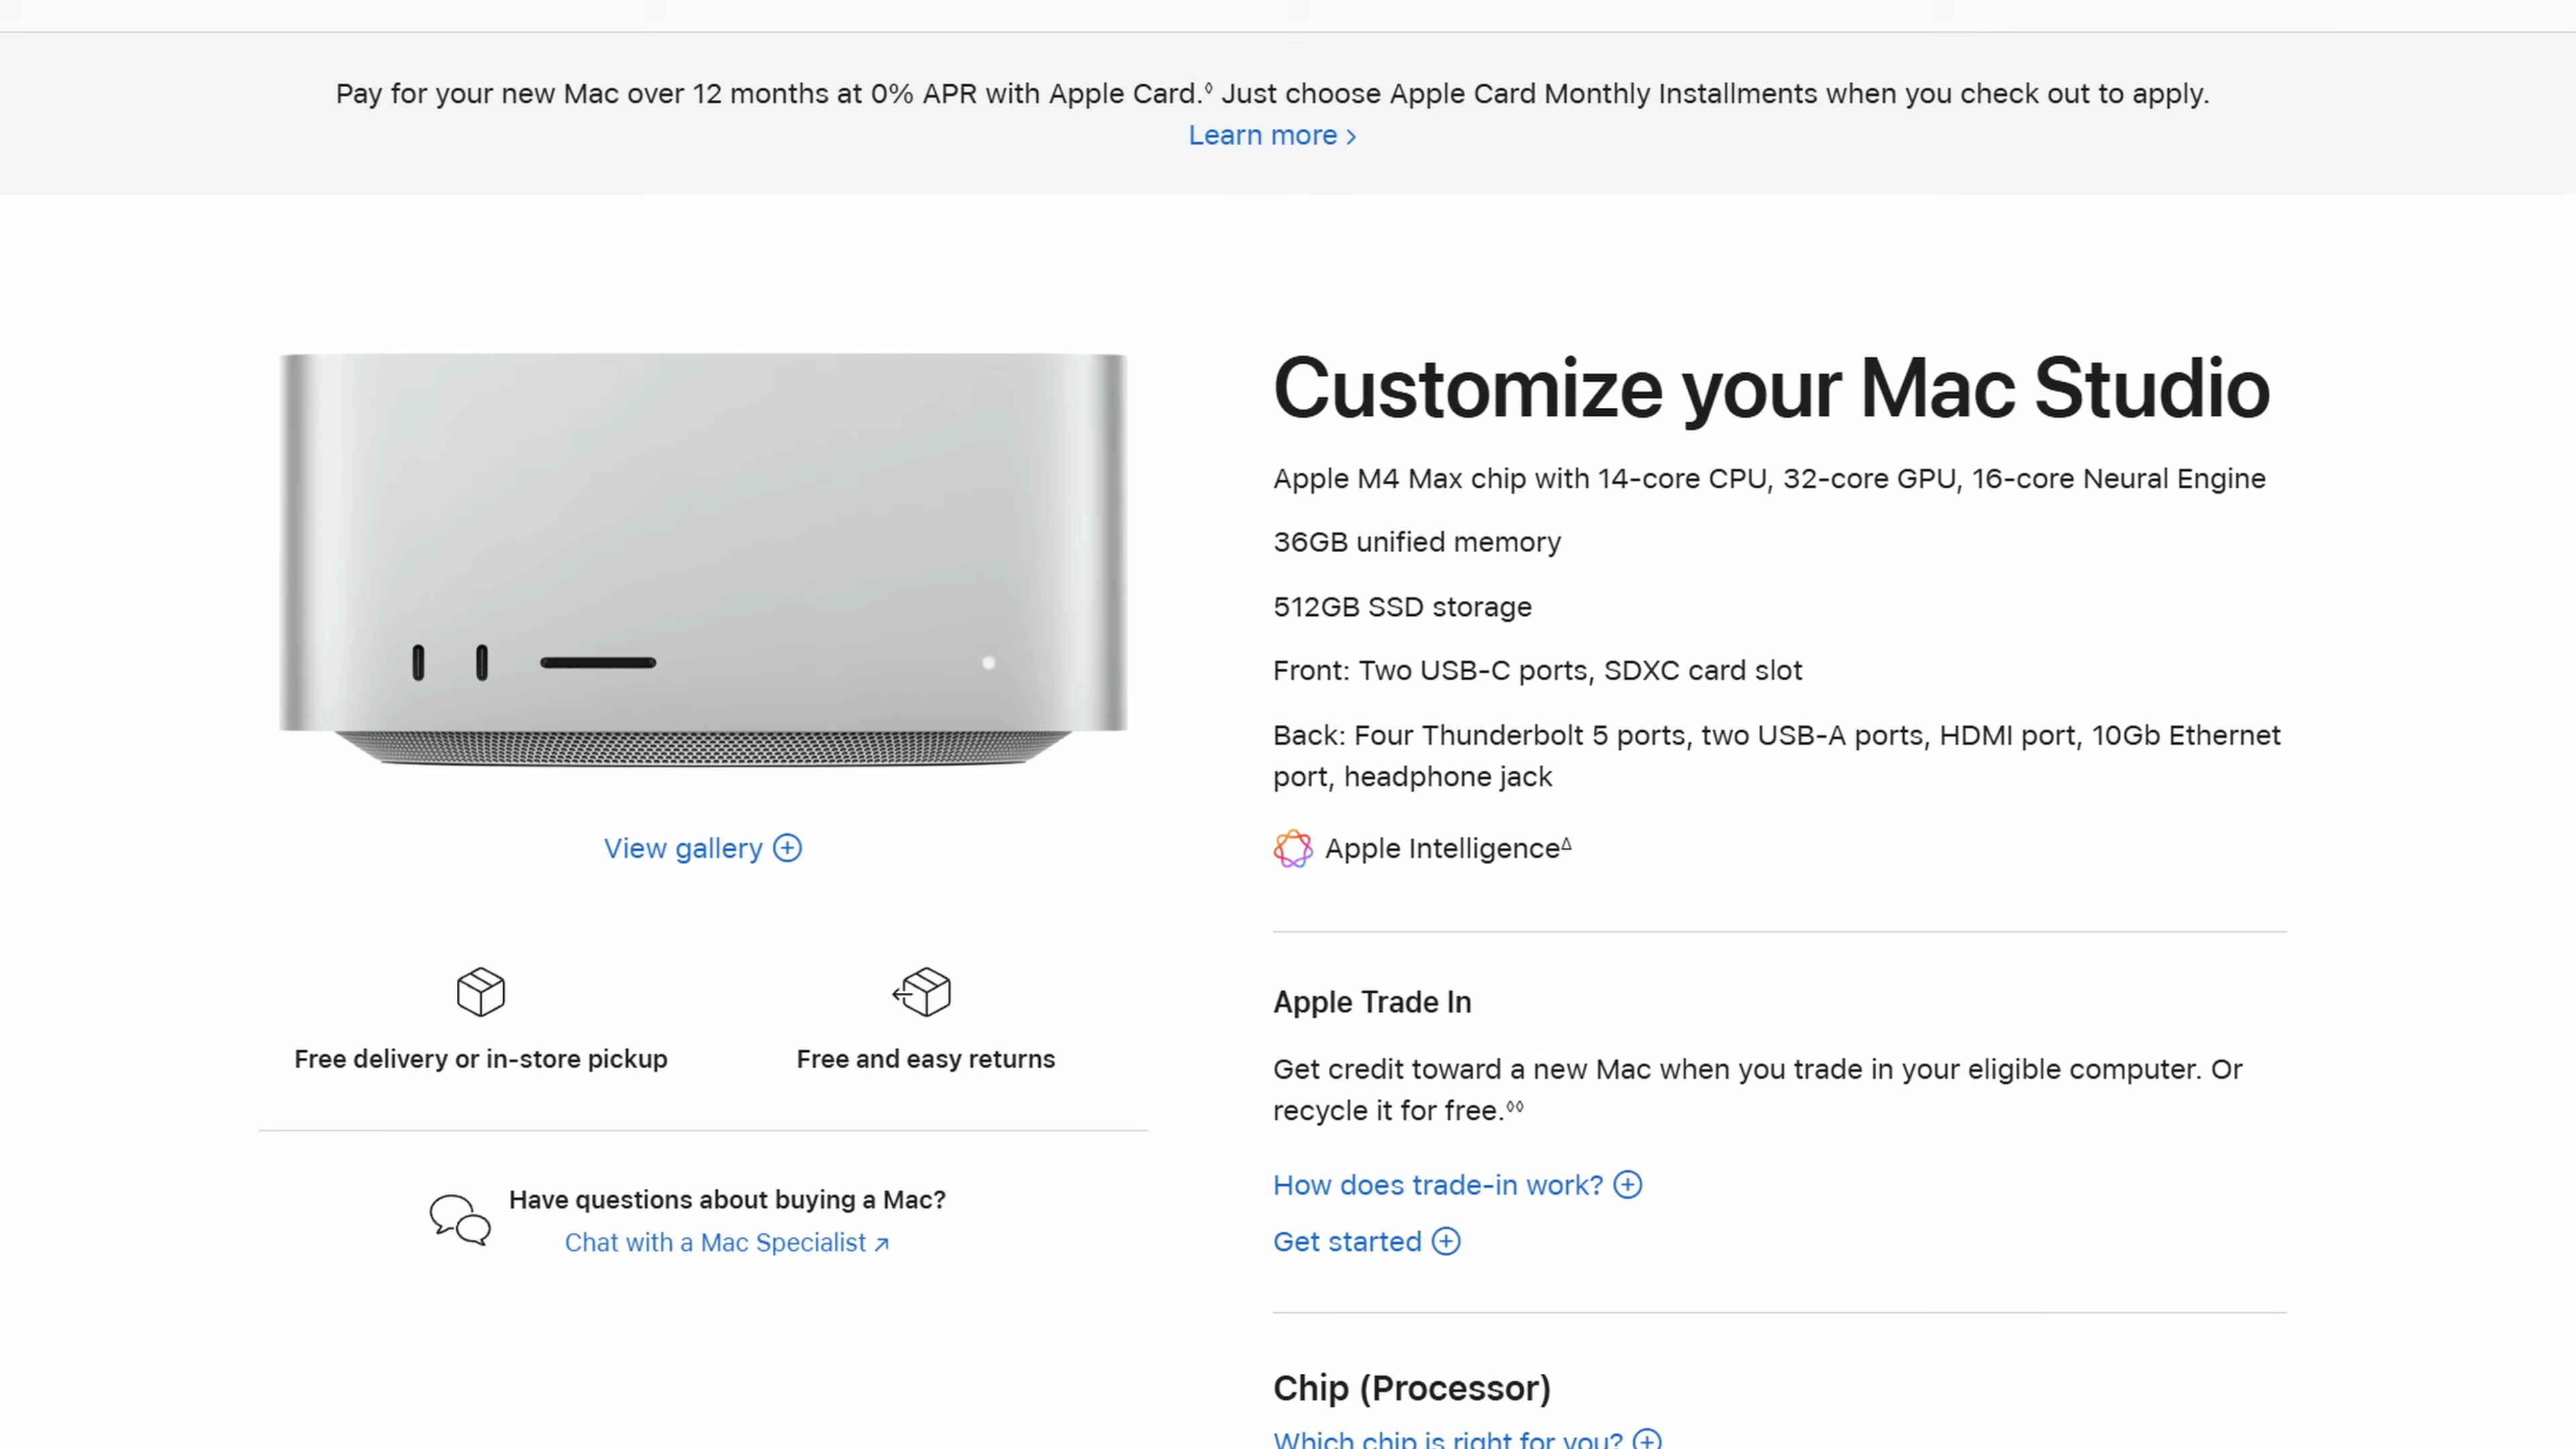 Pay for your new Mac over 12 months at 0% APR with Apple Card.◊ Just choose Apple Card Monthly Installments when you check out to apply.
Learn more >
Customize your Mac Studio
Apple M4 Max chip with 14-core CPU, 32-core GPU, 16-core Neural Engine
36GB unified memory
512GB SSD storage
Front: Two USB-C ports, SDXC card slot
Back: Four Thunderbolt 5 ports, two USB-A ports, HDMI port, 10Gb Ethernet
port, headphone jack
Apple Intelligence∆
View gallery
Free delivery or in-store pickup
Free and easy returns
Have questions about buying a Mac?
Chat with a Mac Specialist ↗
Apple Trade In
Get credit toward a new Mac when you trade in your eligible computer. Or
recycle it for free.◊◊
How does trade-in work?
Get started
Chip (Processor)
Which chip is right for you?